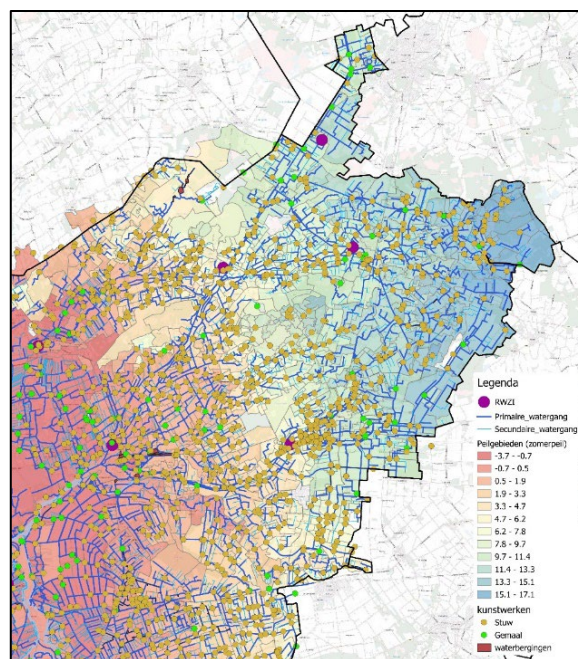 Legenda
RWZI
Primaire_watergang
Secundaire_watergang
Peilgebieden (zomerpeil)
-3.7 - -0.7
-0.7 - 0.5
0.5 - 1.9
1.9 - 3.3
3.3 - 4.7
4.7 - 6.2
6.2 - 7.8
7.8 - 9.7
9.7 - 11.4
11.4 - 13.3
13.3 - 15.1
15.1 - 17.1
kunstwerken
Stuw
Gemaal
waterbergingen